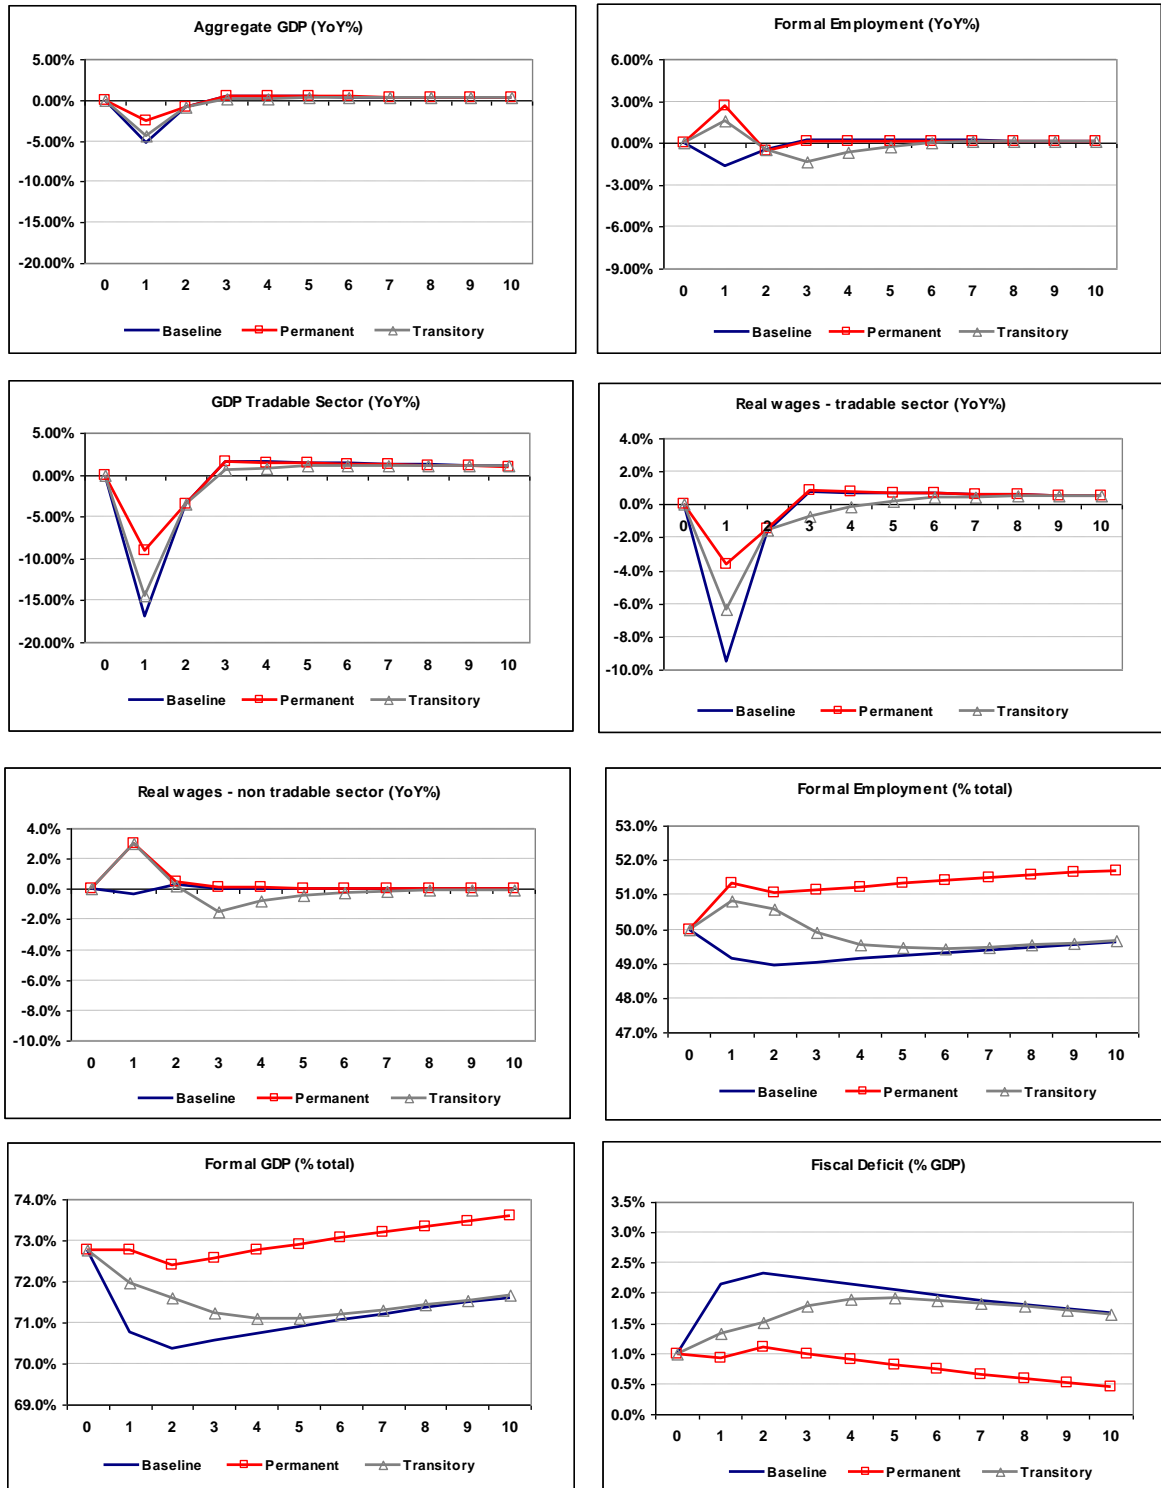 Aggregate GDP (YoY%)
5.00%
0.00%
-5.00%
-10.00%
-15.00%
-20.00%
0 1 2 3 4 5 6 7 8 9 10
Baseline Permanent Transitory
Formal Employment (YoY%)
6.00%
3.00%
0.00%
-3.00%
-6.00%
-9.00%
0 1 2 3 4 5 6 7 8 9 10
Baseline Permanent Transitory
GDP Tradable Sector (YoY%)
5.00%
0.00%
-5.00%
-10.00%
-15.00%
-20.00%
0 1 2 3 4 5 6 7 8 9 10
Baseline Permanent Transitory
Real wages - tradable sector (YoY%)
4.0%
2.0%
0.0%
-2.0%
-4.0%
-6.0%
-8.0%
-10.0%
0 1 2 3 4 5 6 7 8 9 10
Baseline Permanent Transitory
Real wages - non tradable sector (YoY%)
4.0%
2.0%
0.0%
-2.0%
-4.0%
-6.0%
-8.0%
-10.0%
0 1 2 3 4 5 6 7 8 9 10
Baseline Permanent Transitory
Formal Employment (% total)
53.0%
52.0%
51.0%
50.0%
49.0%
48.0%
47.0%
0 1 2 3 4 5 6 7 8 9 10
Baseline Permanent Transitory
Formal GDP (% total)
74.0%
73.0%
72.0%
71.0%
70.0%
69.0%
0 1 2 3 4 5 6 7 8 9 10
Baseline Permanent Transitory
Fiscal Deficit (% GDP)
3.5%
3.0%
2.5%
2.0%
1.5%
1.0%
0.5%
0.0%
0 1 2 3 4 5 6 7 8 9 10
Baseline Permanent Transitory